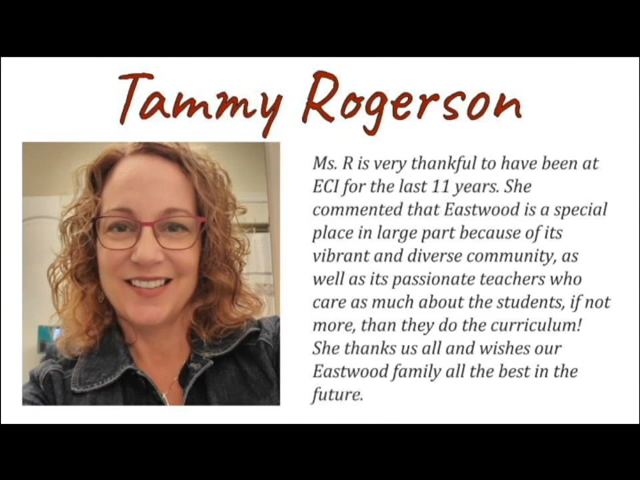 Tammy Rogerson
Ms. R is very thankful to have been at
ECI for the last 11 years. She
commented that Eastwood is a special
place in large part because of its
vibrant and diverse community, as
well as its passionate teachers who
care as much about the students, if not
more, than they do the curriculum!
She thanks us all and wishes our
Eastwood family all the best in the
future.